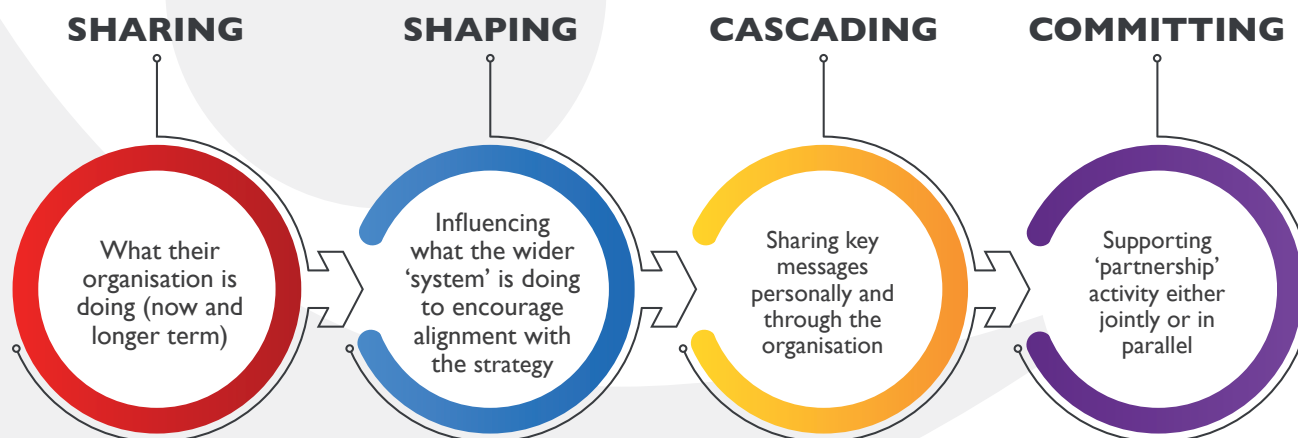 SHARING
What their
organisation is
doing (now and
longer term)
SHAPING
Influencing
what the wider
‘system’ is doing
to encourage
alignment with
the strategy
CASCADING
Sharing key
messages
personally and
through the
organisation
COMMITTING
Supporting
‘partnership’
activity either
jointly or in
parallel